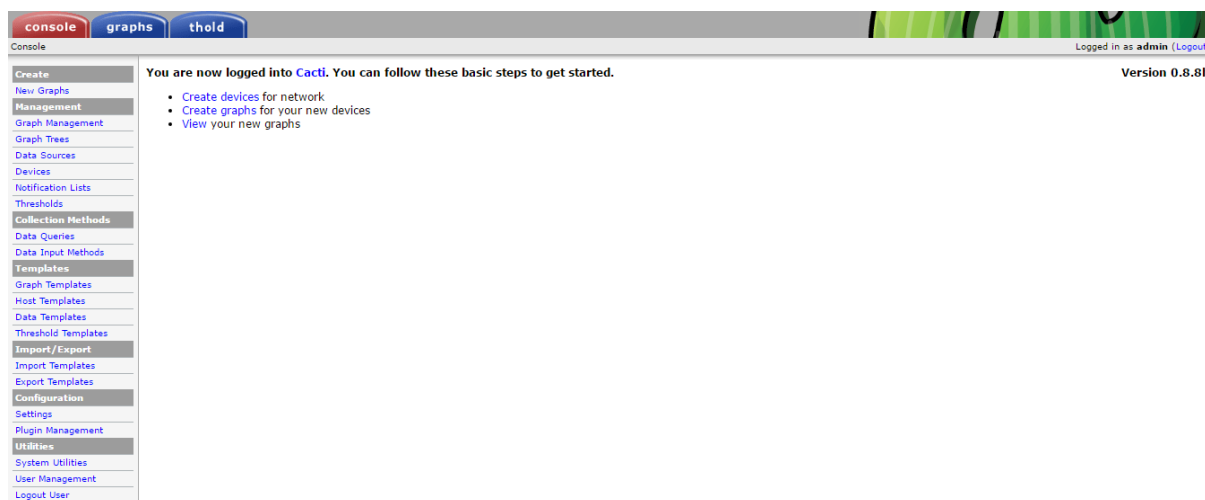 console graphs thold
Console
Logged in as admin (Logout
Create
New Graphs
Management
Graph Management
Graph Trees
Data Sources
Devices
Notification Lists
Thresholds
Collection Methods
Data Queries
Data Input Methods
Templates
Graph Templates
Host Templates
Data Templates
Threshold Templates
Import/Export
Import Templates
Export Templates
Configuration
Settings
Plugin Management
Utilities
System Utilities
User Management
Logout User
You are now logged into Cacti. You can follow these basic steps to get started.
Version 0.8.8
• Create devices for network
• Create graphs for your new devices
• View your new graphs